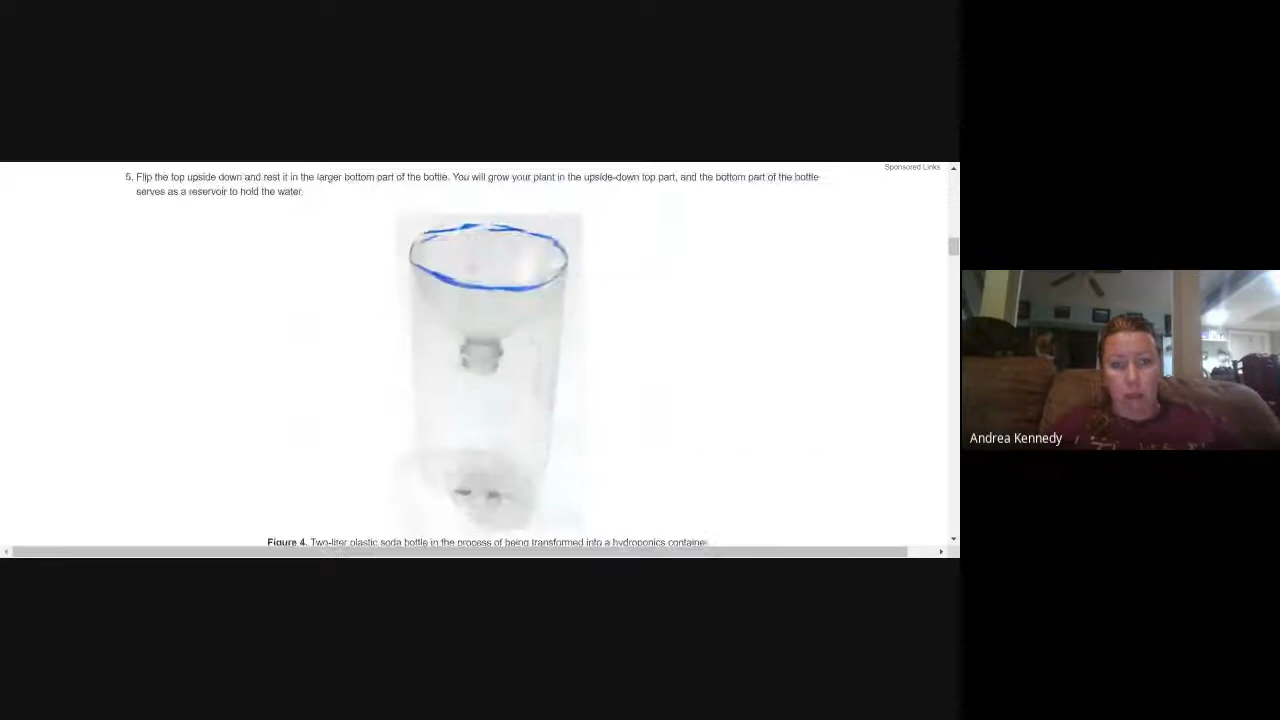 Sponsored Links
5. Flip the top upside down and rest it in the larger bottom part of the bottle. You will grow your plant in the upside-down top part, and the bottom part of the bottle
serves as a reservoir to hold the water.
Figure 4. Two-liter plastic soda bottle in the process of being transformed into a hydroponics container
Andrea Kennedy